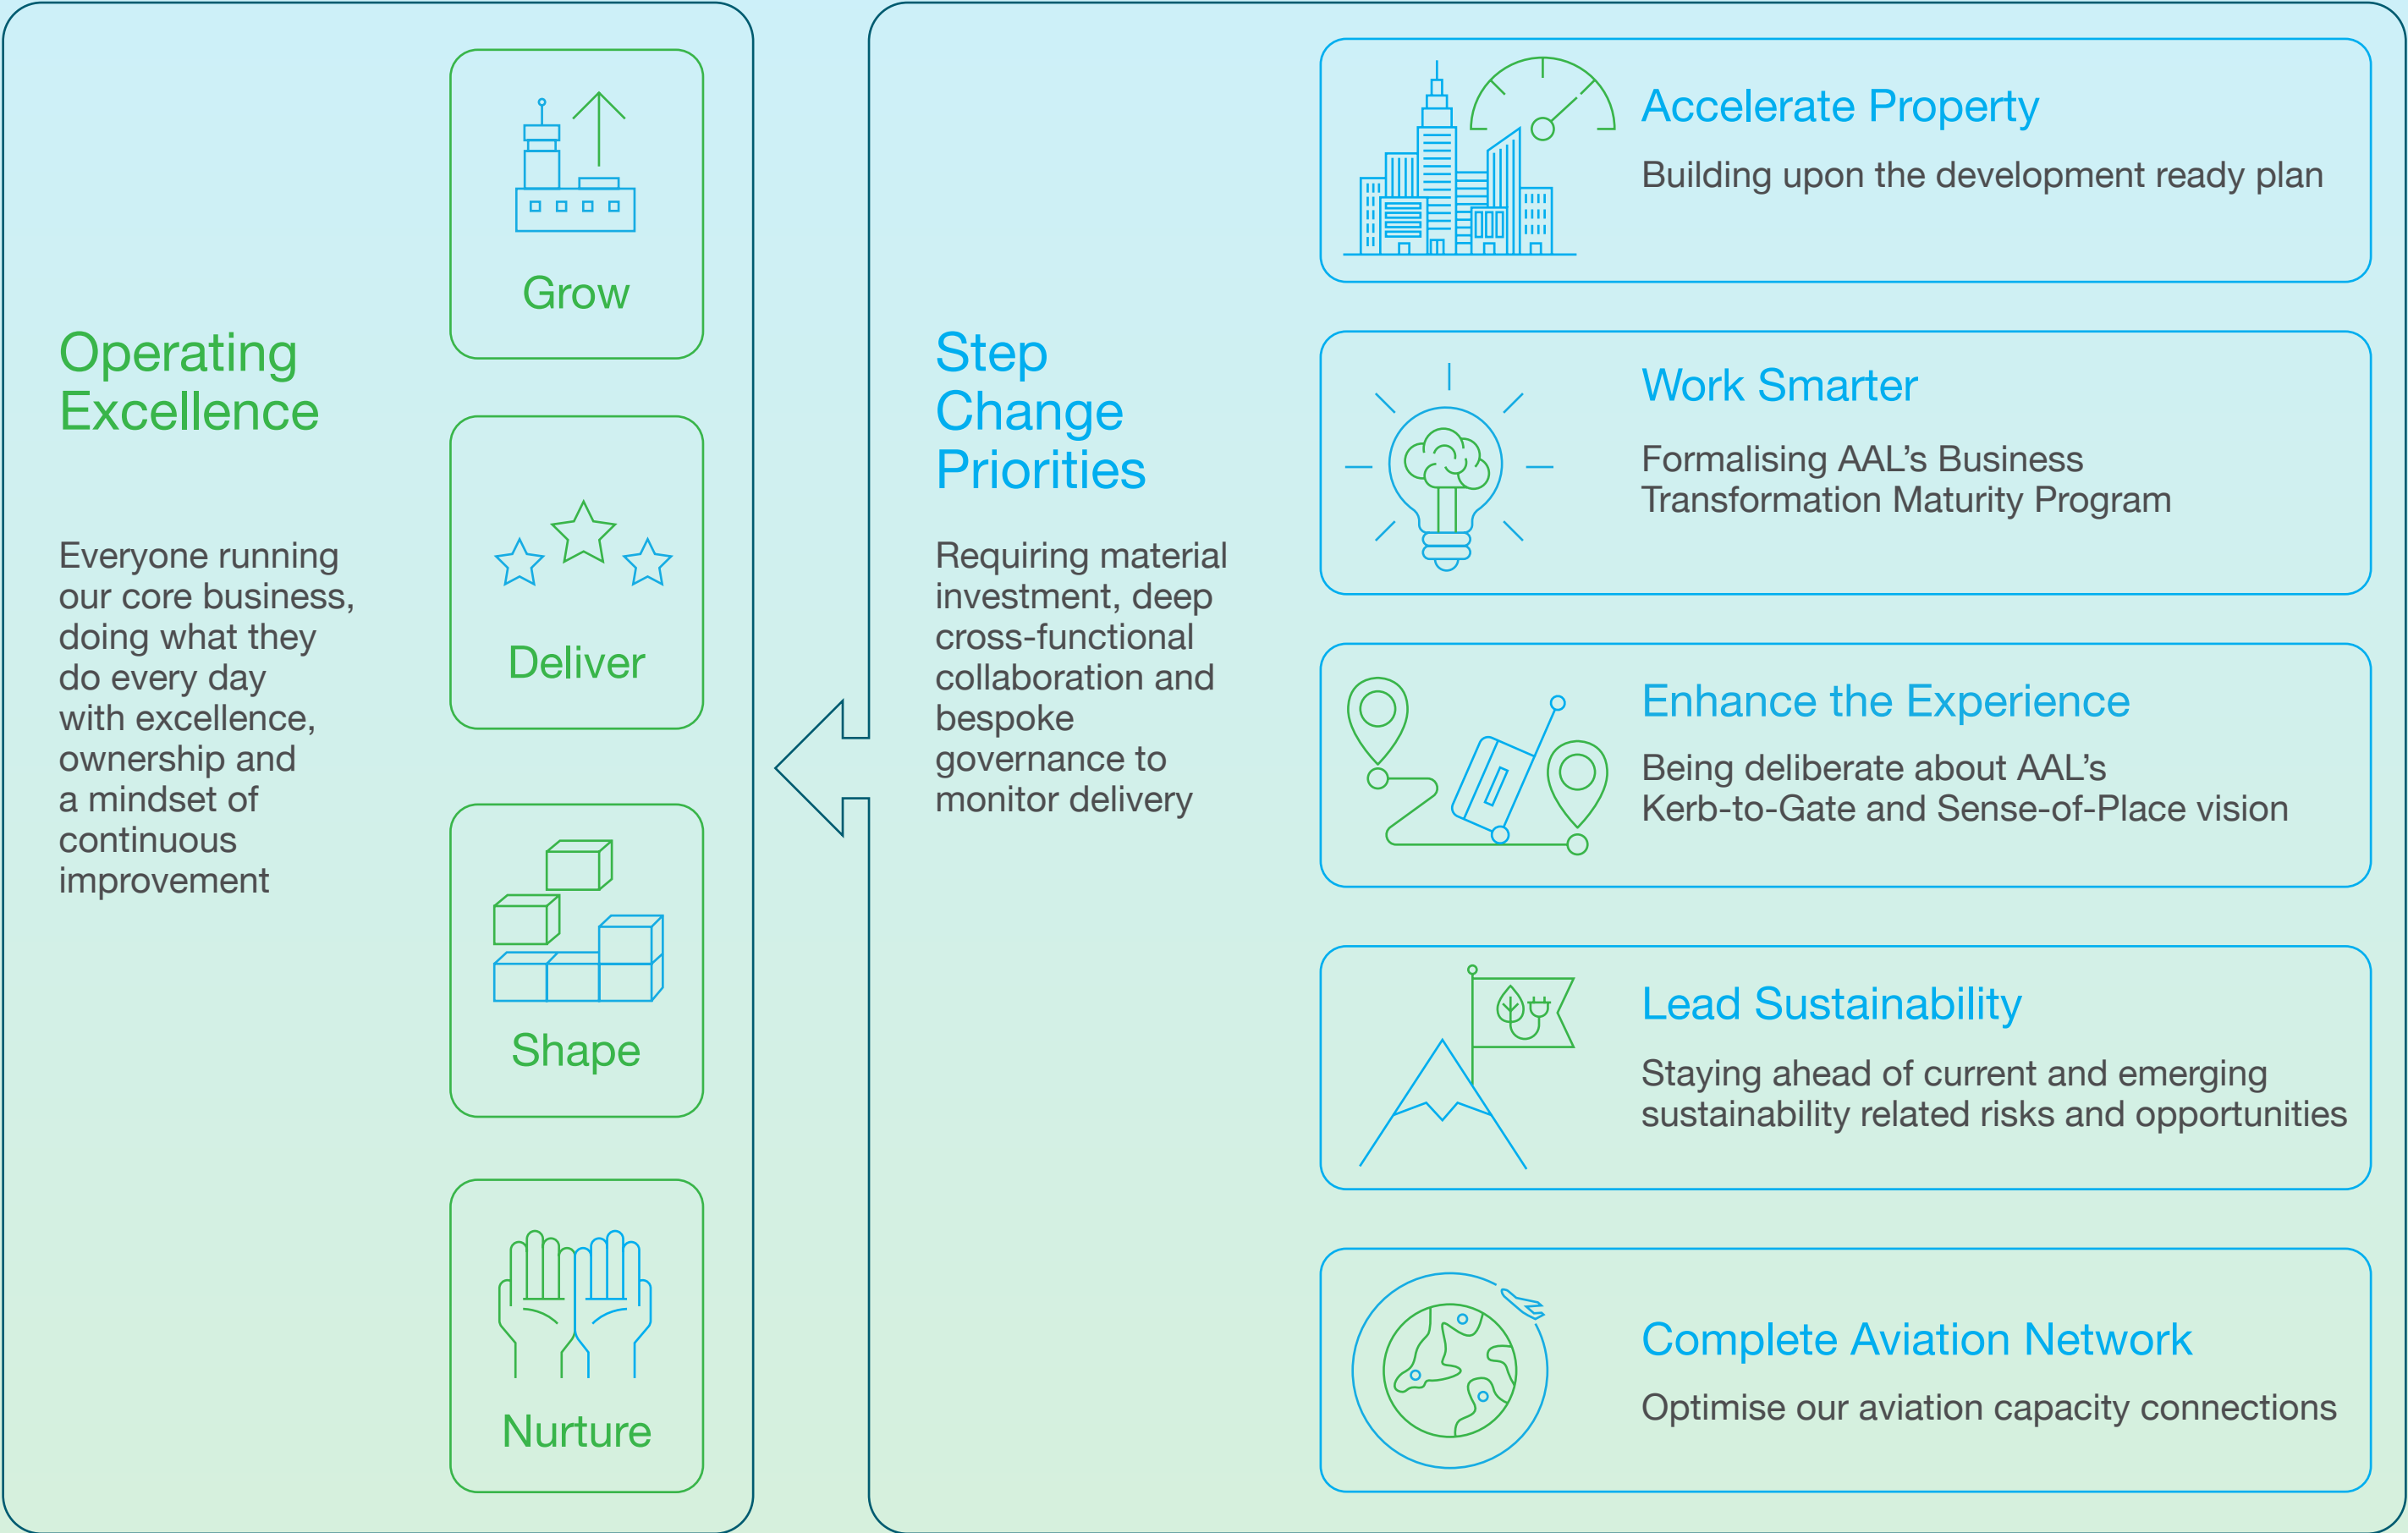 Operating
Excellence
Everyone running
our core business,
doing what they
do every day
with excellence,
ownership and
a mindset of
continuous
improvement
Grow
Deliver
Shape
Nurture
Step
Change
Priorities
Requiring material
investment, deep
cross-functional
collaboration and
bespoke
governance to
monitor delivery
Accelerate Property
Building upon the development ready plan
Work Smarter
Formalising AAL’s Business
Transformation Maturity Program
Enhance the Experience
Being deliberate about AAL’s
Kerb-to-Gate and Sense-of-Place vision
Lead Sustainability
Staying ahead of current and emerging
sustainability related risks and opportunities
Complete Aviation Network
Optimise our aviation capacity connections